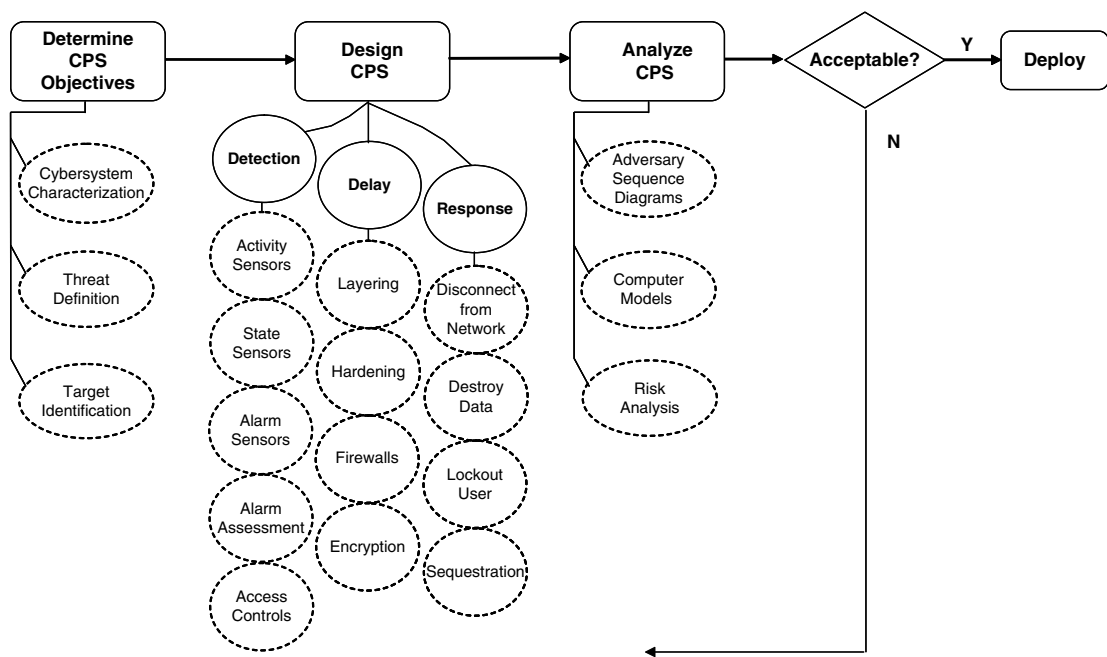 Determine
CPS
Objectives
Design
CPS
Analyze
CPS
Acceptable?
Y
Deploy
N
Cybersystem
Characterization
Threat
Definition
Target
Identification
Detection
Activity
Sensors
State
Sensors
Alarm
Sensors
Alarm
Assessment
Access
Controls
Delay
Layering
Hardening
Firewalls
Encryption
Response
Disconnect
from
Network
Destroy
Data
Lockout
User
Sequestration
Adversary
Sequence
Diagrams
Computer
Models
Risk
Analysis